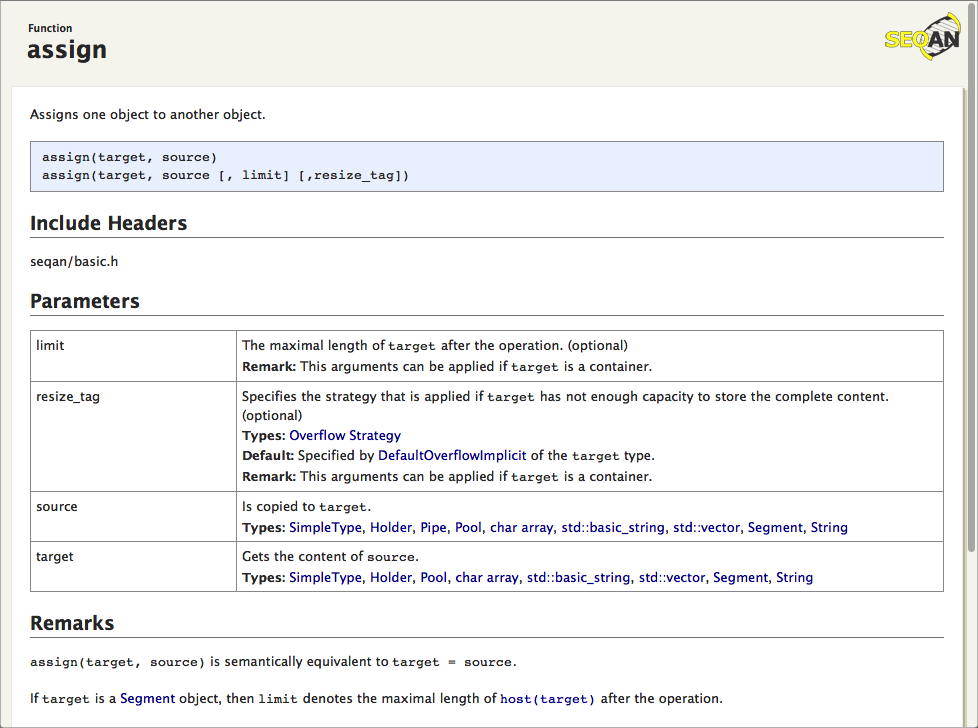 Function
assign
SEQAN
Assigns one object to another object.
assign(target, source)
assign(target, source [, limit] [,resize_tag])
Include Headers
seqan/basic.h
Parameters
limit
The maximal length of target after the operation. (optional)
Remark: This arguments can be applied if target is a container.
resize_tag
Specifies the strategy that is applied if target has not enough capacity to store the complete content.
(optional)
Types: Overflow Strategy
Default: Specified by DefaultOverflowImplicit of the target type.
Remark: This arguments can be applied if target is a container.
source
Is copied to target.
Types: SimpleType, Holder, Pipe, Pool, char array, std::basic_string, std::vector, Segment, String
target
Gets the content of source.
Types: SimpleType, Holder, Pool, char array, std::basic_string, std::vector, Segment, String
Remarks
assign(target, source) is semantically equivalent to target = source.
If target is a Segment object, then limit denotes the maximal length of host(target) after the operation.